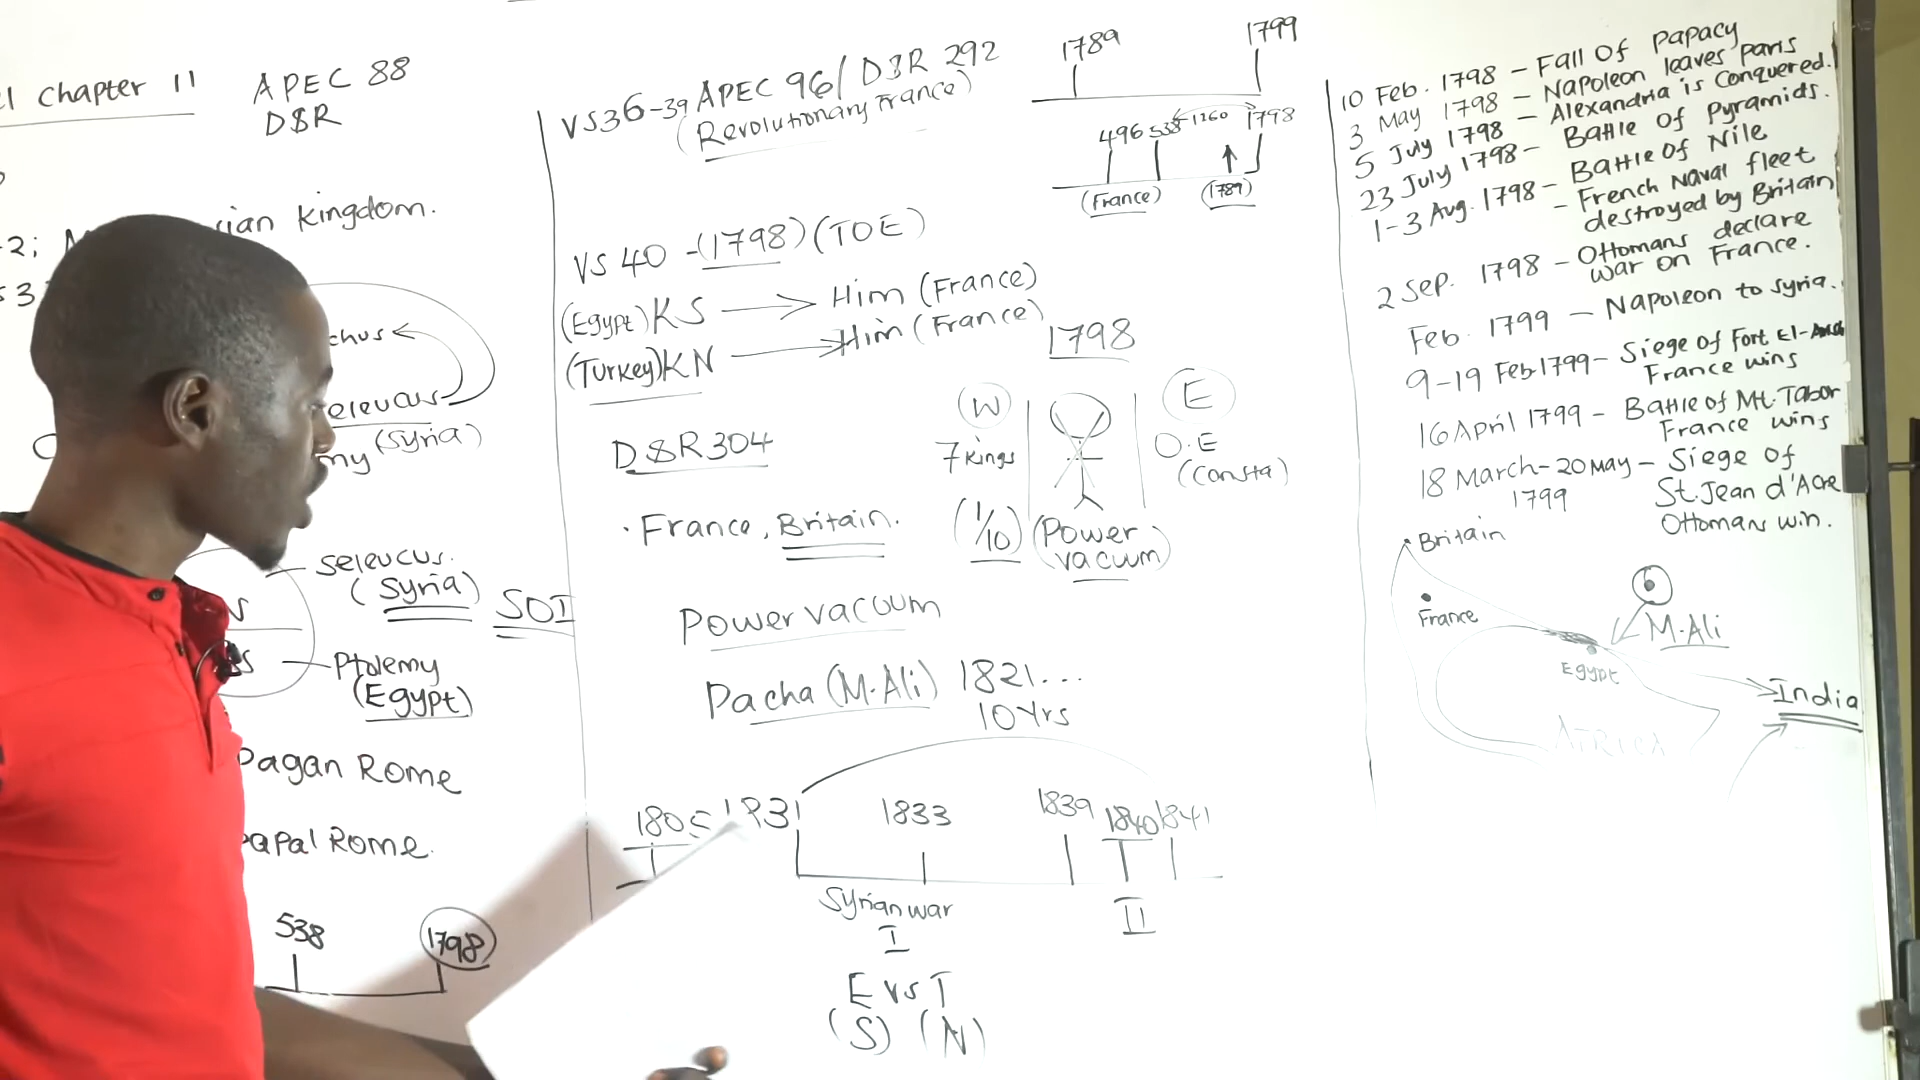 Chapter 11
APEC 88
D&R
Kingdom.
chus
eleucus
(Syria)
Seleucus.
(Syria)
SOI
Ptolemy
(Egypt)
Pagan Rome
Papal Rome.
538
1798
VS36-39 APEC 96/ D&R 292
(Revolutionary France)
VS 40 - (1798) (TOE)
(Egypt) KS → Him (France)
(Turkey) KN → Him (France)
D&R 304
· France, Britain.
Power vacuum
Pacha (M.Ali) 1821...
10 Yrs
1789
1799
496 538 ← 1260 → 1798
(France)
(1789)
1798
W
7 Kings
(1/10)
(Power vacuum)
E
O.E
(Consta)
1805 1831 1833 1839 1840 1841
Syrian war
I
II
E vs T
(S) (N)
10 Feb. 1798 - Fall Of Papacy
3 May 1798 - Napoleon leaves Paris
5 July 1798 - Alexandria is Conquered.
23 July 1798 - Battle Of Pyramids.
1-3 Aug. 1798 - Battle Of Nile
- French Naval fleet
destroyed by Britain
2 Sep. 1798 - Ottomans declare
war on France.
Feb. 1799 - Napoleon to Syria.
9-19 Feb 1799 - Siege of Fort El-
France wins
16 April 1799 - Battle of Mt. Tabor
France wins
18 March - 20 May - Siege of
1799 St. Jean d'Acre
Ottomans win.
Britain
France
6
M.Ali
Egypt
India
AFRICA